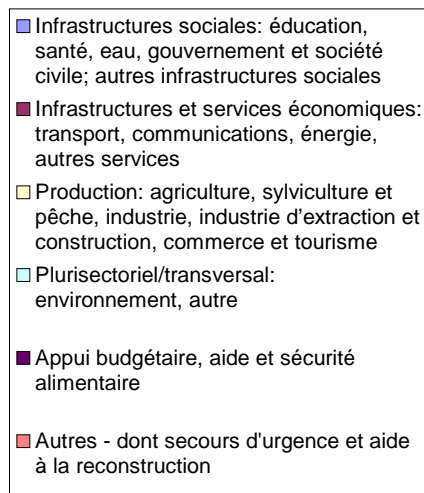 Infrastructures sociales: éducation,
santé, eau, gouvernement et société
civile; autres infrastructures sociales
Infrastructures et services économiques:
transport, communications, énergie,
autres services
Production: agriculture, sylviculture et
pêche, industrie, industrie d'extraction et
construction, commerce et tourisme
Plurisectoriel/transversal:
environnement, autre
Appui budgétaire, aide et sécurité
alimentaire
Autres - dont secours d'urgence et aide
à la reconstruction